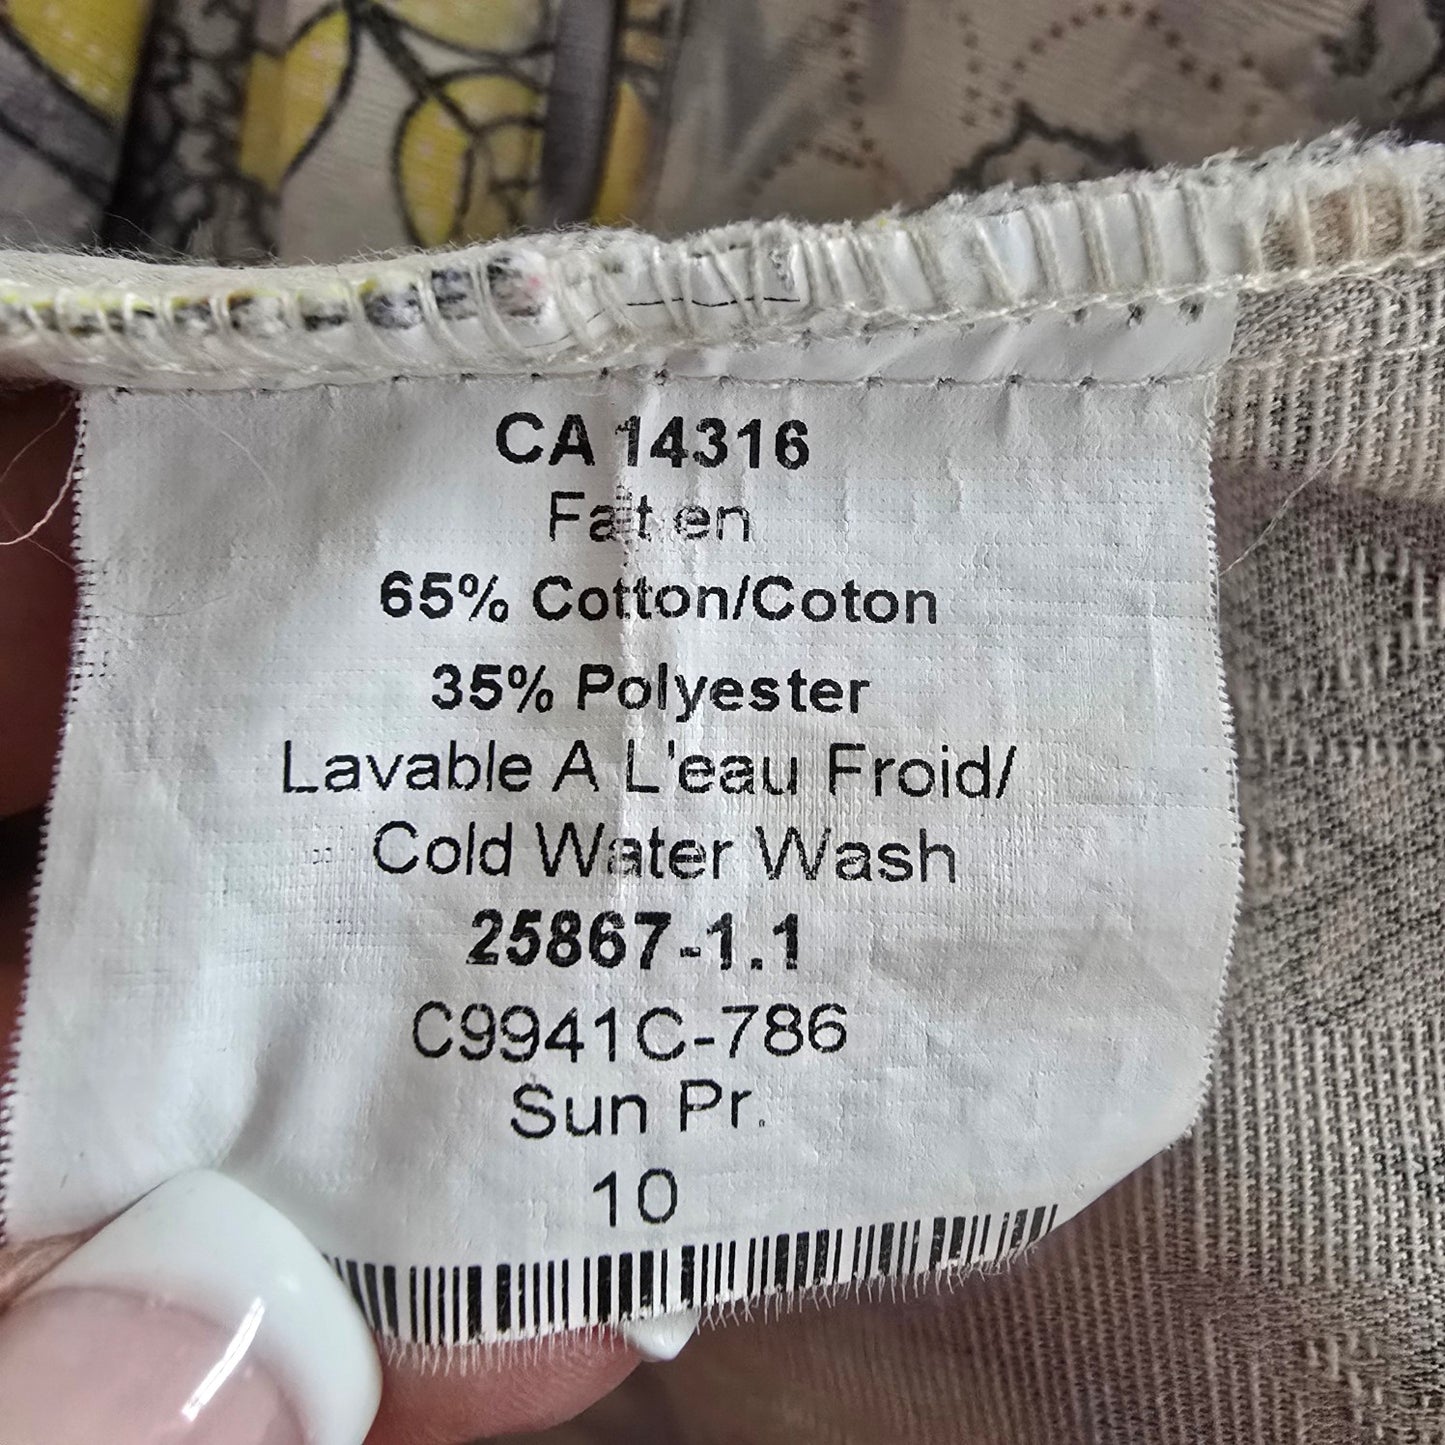 CA 14316
65% Cotton/Coton
35% Polyester
Lavable A L'eau Froid/
Cold Water Wash
25867-1.1
C9941C-786
Sun Pr.
10